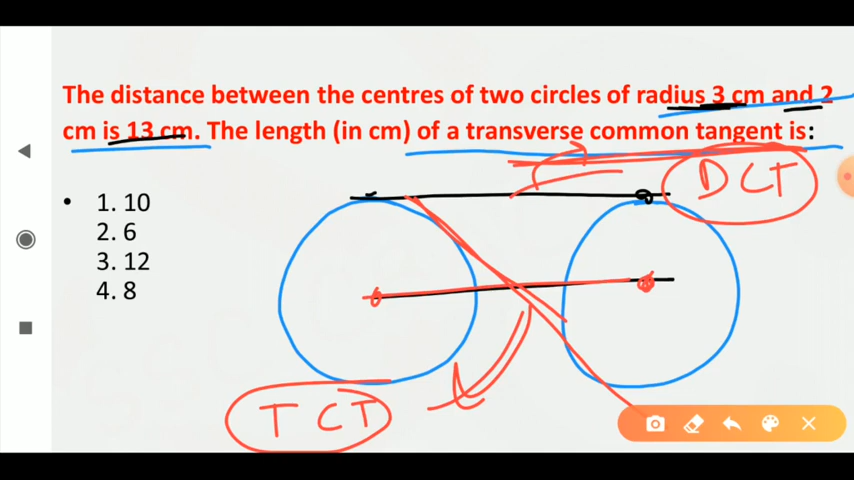 The distance between the centres of two circles of radius 3 cm and 2
cm is 13 cm. The length (in cm) of a transverse common tangent is:
DCT
• 1. 10
2. 6
3. 12
4. 8
TCT